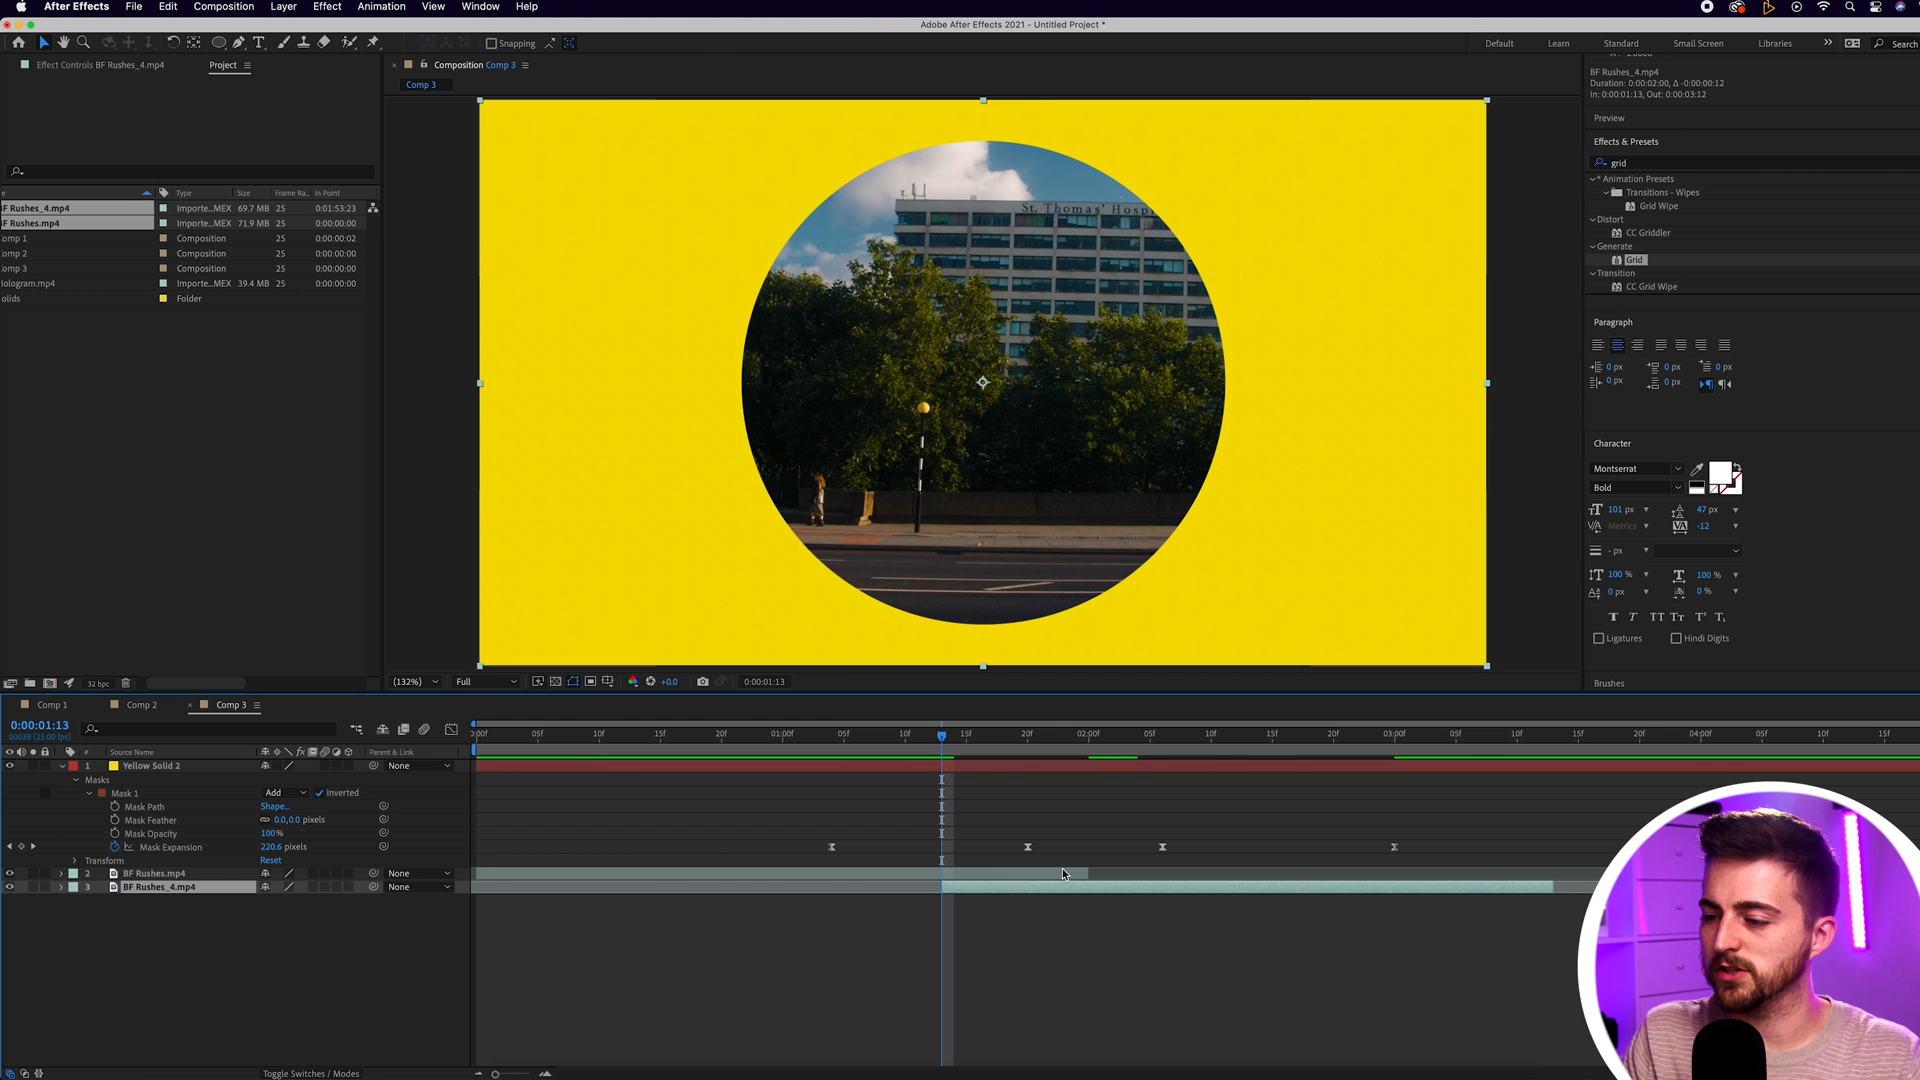 After Effects File Edit Composition Layer Effect Animation View Window Help
Adobe After Effects 2021 - Untitled Project *
Snapping
Default Learn Standard Small Screen Libraries Search
Effect Controls BF Rushes_4.mp4 Project
Composition Comp 3
Comp 3
BF Rushes_4.mp4
Duration: 0:00:02:00, Δ -0:00:00:12
In: 0:00:01:13, Out: 0:00:03:12
Preview
Effects & Presets
grid
* Animation Presets
Transitions - Wipes
Grid Wipe
Distort
CC Griddler
Generate
Grid
Transition
CC Grid Wipe
e Type Size Frame Ra... In Point
F Rushes_4.mp4 Importe...MEX 69.7 MB 25 0:01:53:23
F Rushes.mp4 Importe...MEX 71.9 MB 25 0:00:00:00
omp 1 Composition 25 0:00:00:02
omp 2 Composition 25 0:00:00:00
omp 3 Composition 25 0:00:00:00
ologram.mp4 Importe...MEX 39.4 MB 25 0:00:00:00
olids Folder
St. Thomas' Hospi
Paragraph
0 px 0 px 0 px
0 px 0 px
Character
Montserrat
Bold
101 px 47 px
Metrics -12
- px
100 % 100 %
0 px 0 %
T T TT Tt T' T,
Ligatures Hindi Digits
Brushes
32 bpc
(132%) Full +0.0 0:00:01:13
Comp 1 Comp 2 Comp 3
0:00:01:13
00038 (25.00 fps)
:00f 05f 10f 15f 20f 01:00f 05f 10f 15f 20f 02:00f 05f 10f 15f 20f 03:00f 05f 10f 15f 20f 04:00f 05f 10f 15f
# Source Name fx Parent & Link
1 Yellow Solid 2 None
Masks
Mask 1 Add Inverted
Mask Path Shape...
Mask Feather 0.0,0.0 pixels
Mask Opacity 100%
Mask Expansion 220.6 pixels
Transform Reset
2 BF Rushes.mp4 None
3 BF Rushes_4.mp4 None
Toggle Switches / Modes